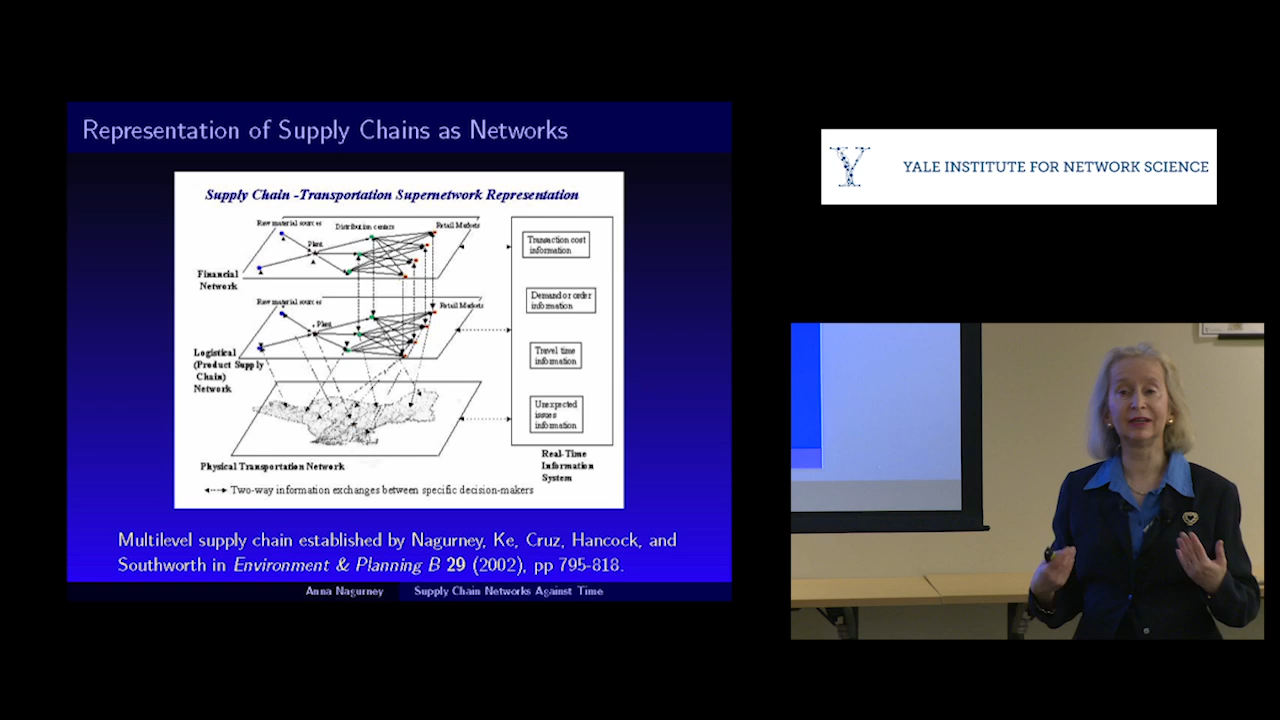 Representation of Supply Chains as Networks
Supply Chain -Transportation Supernetwork Representation
Raw material sources
Distribution centers
Retail Markets
Plant
Financial
Network
Transaction cost
information
Demand or order
information
Raw material sources
Retail Markets
Plant
Logistical
(Product Supply
Chain)
Network
Travel time
information
Unexpected
issues
information
Physical Transportation Network
Real-Time
Information
System
Two-way information exchanges between specific decision-makers
Multilevel supply chain established by Nagurney, Ke, Cruz, Hancock, and
Southworth in Environment & Planning B 29 (2002), pp 795-818.
Anna Nagurney
Supply Chain Networks Against Time
Y
YALE INSTITUTE FOR NETWORK SCIENCE